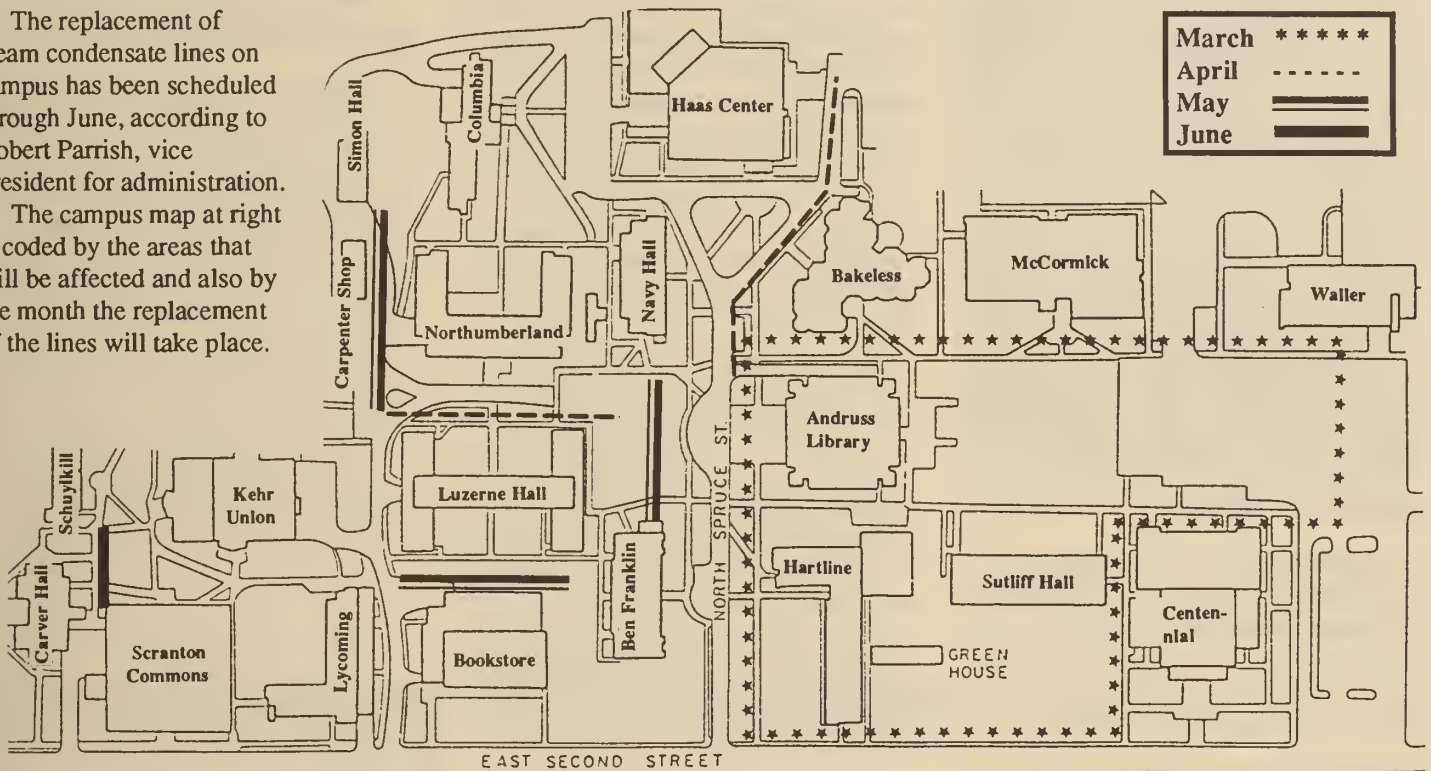 The replacement of
eam condensate lines on
mpus has been scheduled
rough June, according to
obert Parrish, vice
resident for administration.
The campus map at right
coded by the areas that
ill be affected and also by
e month the replacement
f the lines will take place.
March
April
May
June
Simon Hall
Columbia
Haas Center
Carpenter Shop
Northumberland
Navy Hall
Bakeless
McCormick
Waller
Andruss
Library
NORTH SPRUCE ST.
Schuylkill
Kehr
Union
Luzerne Hall
Carver Hall
Scranton
Commons
Lycoming
Bookstore
Ben Franklin
Hartline
Sutliff Hall
Centen-
nial
GREEN
HOUSE
EAST SECOND STREET